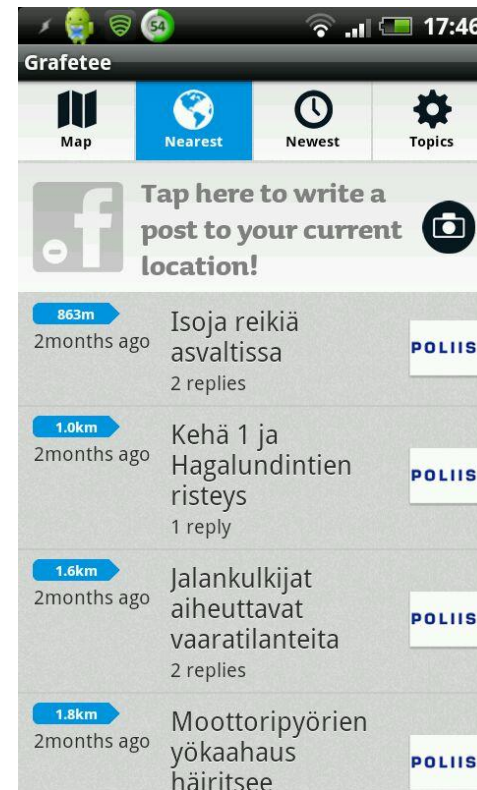 54
17:46
Grafetee
Map
Nearest
Newest
Topics
Tap here to write a
post to your current
location!
863m
2months ago
Isoja reikiä
asvaltissa
2 replies
POLIIS
1.0km
2months ago
Kehä 1 ja
Hagalundintien
risteys
1 reply
POLIIS
1.6km
2months ago
Jalankulkijat
aiheuttavat
vaaratilanteita
2 replies
POLIIS
1.8km
2months ago
Moottoripyörien
yökaahaus
häiritsee
POLIIS